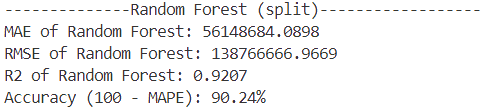 --------------Random Forest (split)------------------
MAE of Random Forest: 56148684.0898
RMSE of Random Forest: 138766666.9669
R2 of Random Forest: 0.9207
Accuracy (100 - MAPE): 90.24%